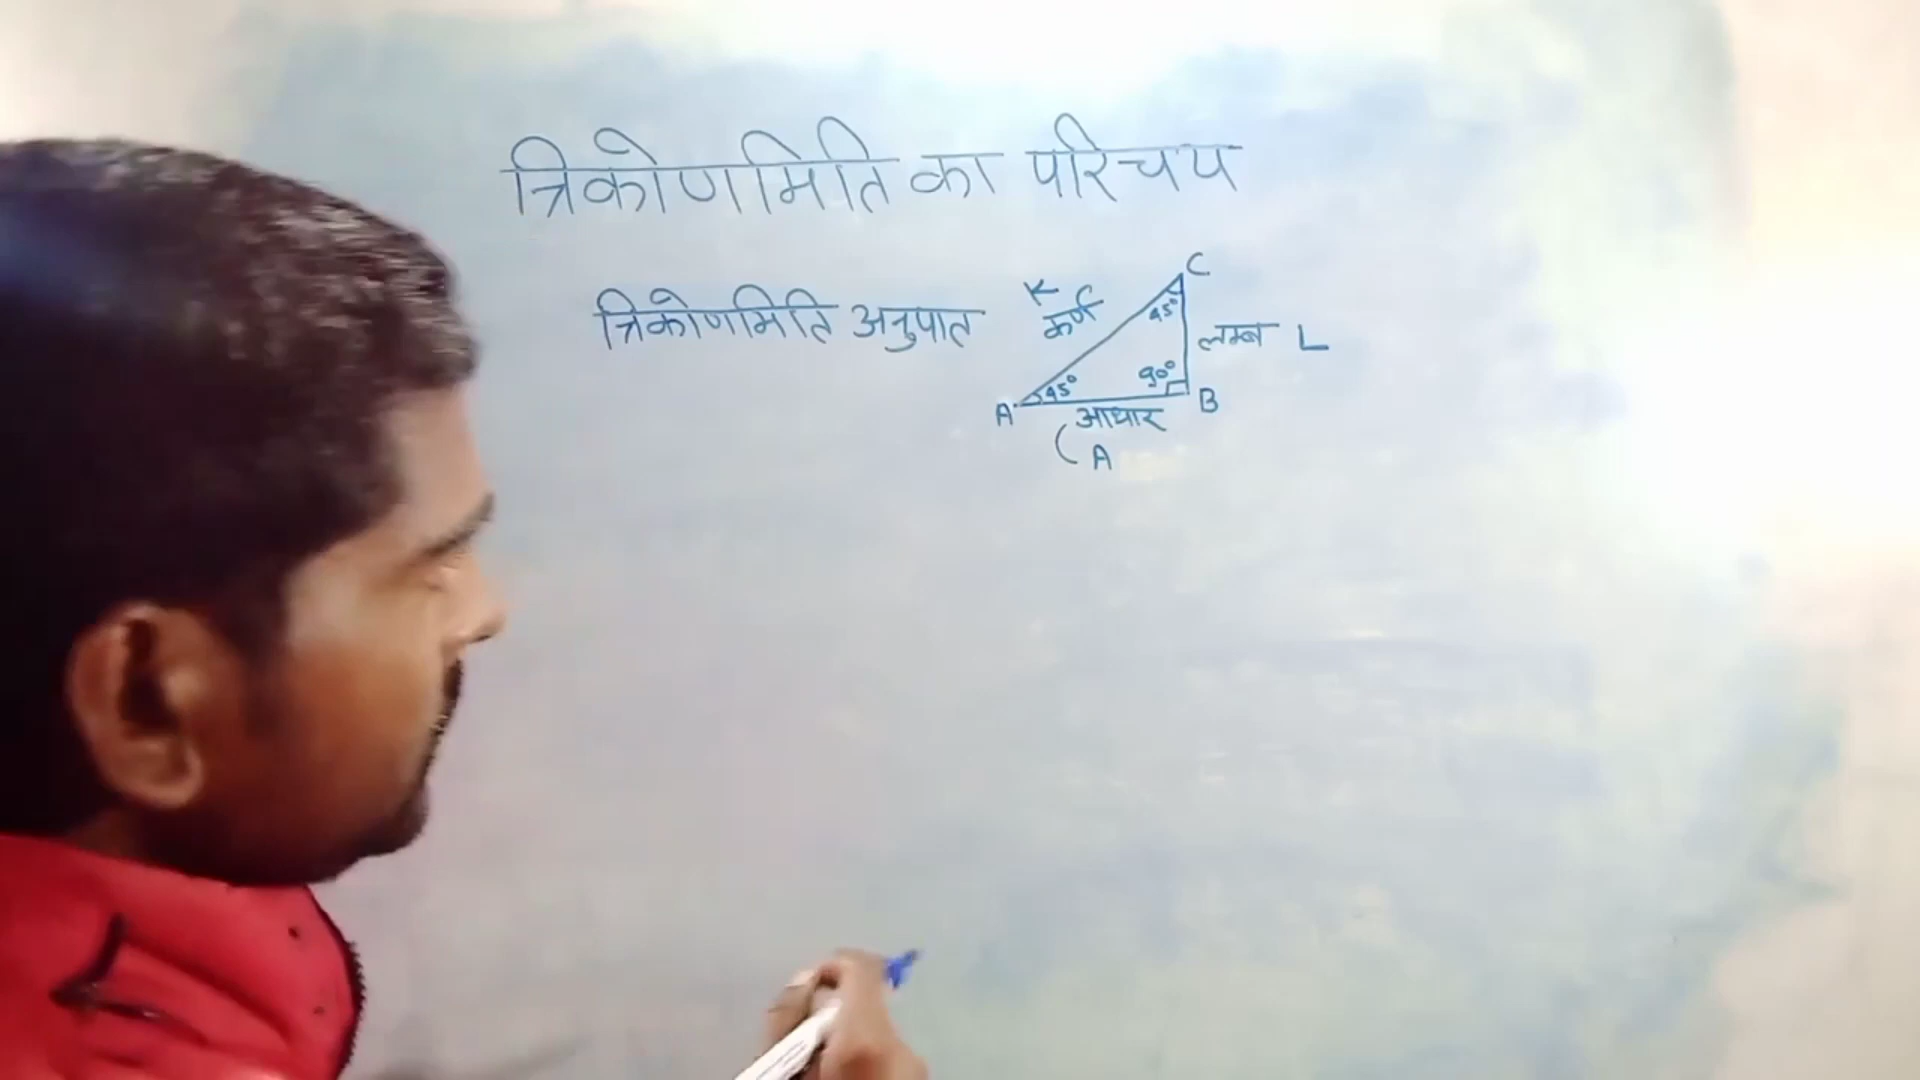 त्रिकोणमिति का परिचय
त्रिकोणमिति अनुपात
K
कर्ण
C
45°
लम्ब L
90°
45°
A
B
आधार
( A